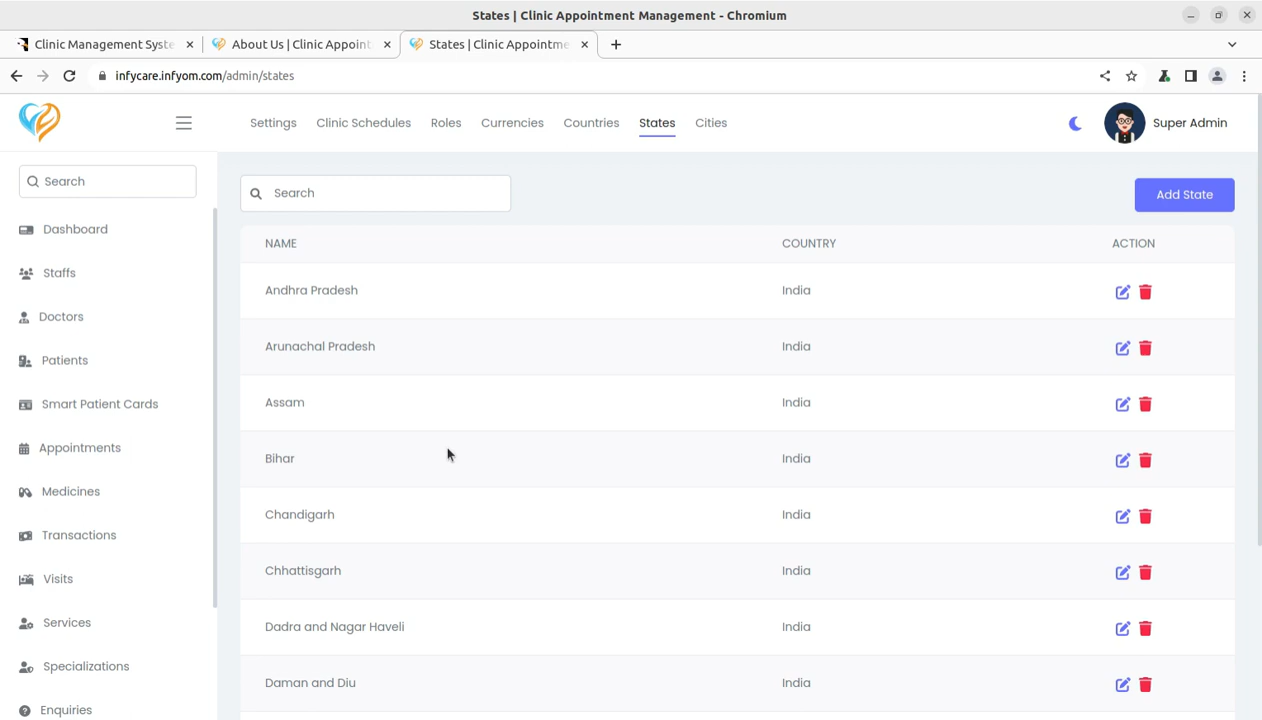 States | Clinic Appointment Management - Chromium
Clinic Management Syste
About Us | Clinic Appoint
States | Clinic Appointme
infycare.infyom.com/admin/states
Settings Clinic Schedules Roles Currencies Countries States Cities
Super Admin
Search
Search
Add State
Dashboard
Staffs
Doctors
Patients
Smart Patient Cards
Appointments
Medicines
Transactions
Visits
Services
Specializations
Enquiries
NAME COUNTRY ACTION
Andhra Pradesh India
Arunachal Pradesh India
Assam India
Bihar India
Chandigarh India
Chhattisgarh India
Dadra and Nagar Haveli India
Daman and Diu India